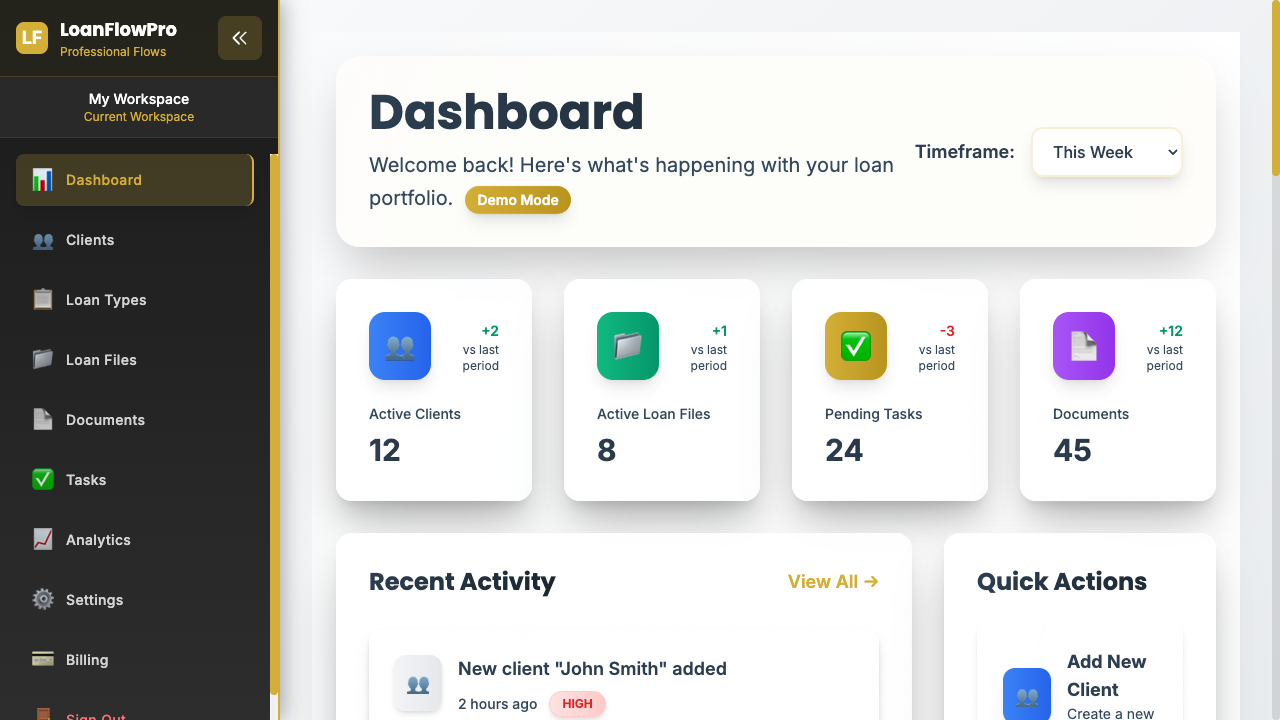 LF
LoanFlowPro
Professional Flows
My Workspace
Current Workspace
Dashboard
Clients
Loan Types
Loan Files
Documents
Tasks
Analytics
Settings
Billing
Sign Out
Dashboard
Welcome back! Here's what's happening with your loan
portfolio. Demo Mode
Timeframe: This Week
+2
vs last
period
Active Clients
12
+1
vs last
period
Active Loan Files
8
-3
vs last
period
Pending Tasks
24
+12
vs last
period
Documents
45
Recent Activity
View All →
New client "John Smith" added
2 hours ago HIGH
Quick Actions
Add New
Client
Create a new